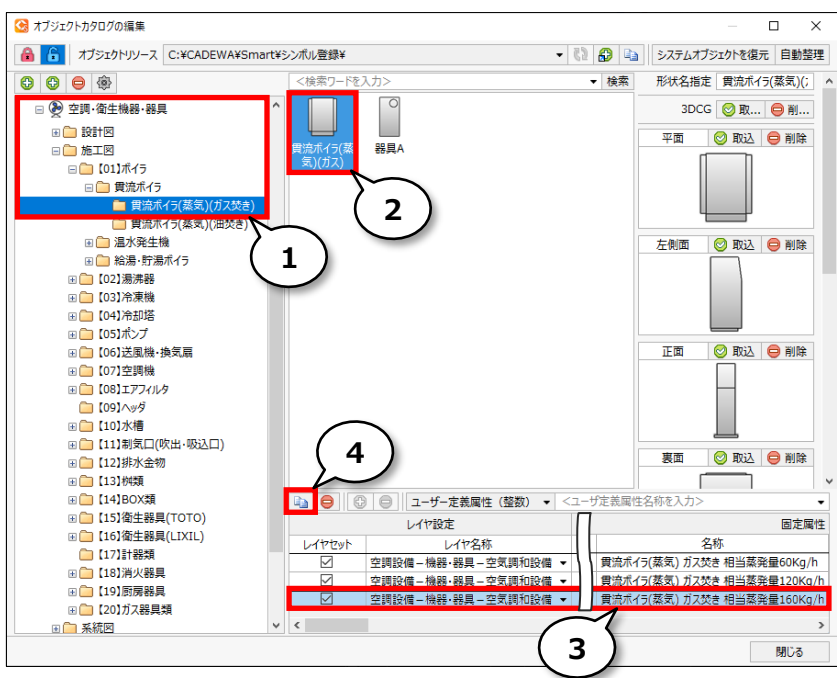 オブジェクトカタログの編集
オブジェクトリソース C:¥CADEWA¥Smart¥シンボル登録¥ システムオブジェクトを復元 自動整理
<検索ワードを入力> 検索 形状名指定 貫流ボイラ(蒸気)(;
空調・衛生機器・器具
設計図
施工図
【01】ボイラ
貫流ボイラ
貫流ボイラ(蒸気)(ガス焚き)
貫流ボイラ(蒸気)(油焚き)
温水発生機
給湯・貯湯ボイラ
【02】湯沸器
【03】冷凍機
【04】冷却塔
【05】ポンプ
【06】送風機・換気扇
【07】空調機
【08】エアフィルタ
【09】ヘッダ
【10】水槽
【11】制気口(吹出・吸込口)
【12】排水金物
【13】桝類
【14】BOX類
【15】衛生器具(TOTO)
【16】衛生器具(LIXIL)
【17】計器類
【18】消火器具
【19】厨房器具
【20】ガス器具類
系統図
1
貫流ボイラ(蒸
気)(ガス)
器具A
2
3DCG 取... 削...
平面 取込 削除
左側面 取込 削除
正面 取込 削除
裏面 取込 削除
4
ユーザー定義属性（整数） <ユーザ定義属性名称を入力>
レイヤ設定 固定属性
レイヤセット レイヤ名称 名称
空調設備－機器・器具－空気調和設備 貫流ボイラ(蒸気) ガス焚き 相当蒸発量60Kg/h
空調設備－機器・器具－空気調和設備 貫流ボイラ(蒸気) ガス焚き 相当蒸発量120Kg/h
空調設備－機器・器具－空気調和設備 貫流ボイラ(蒸気) ガス焚き 相当蒸発量160Kg/h
3
閉じる